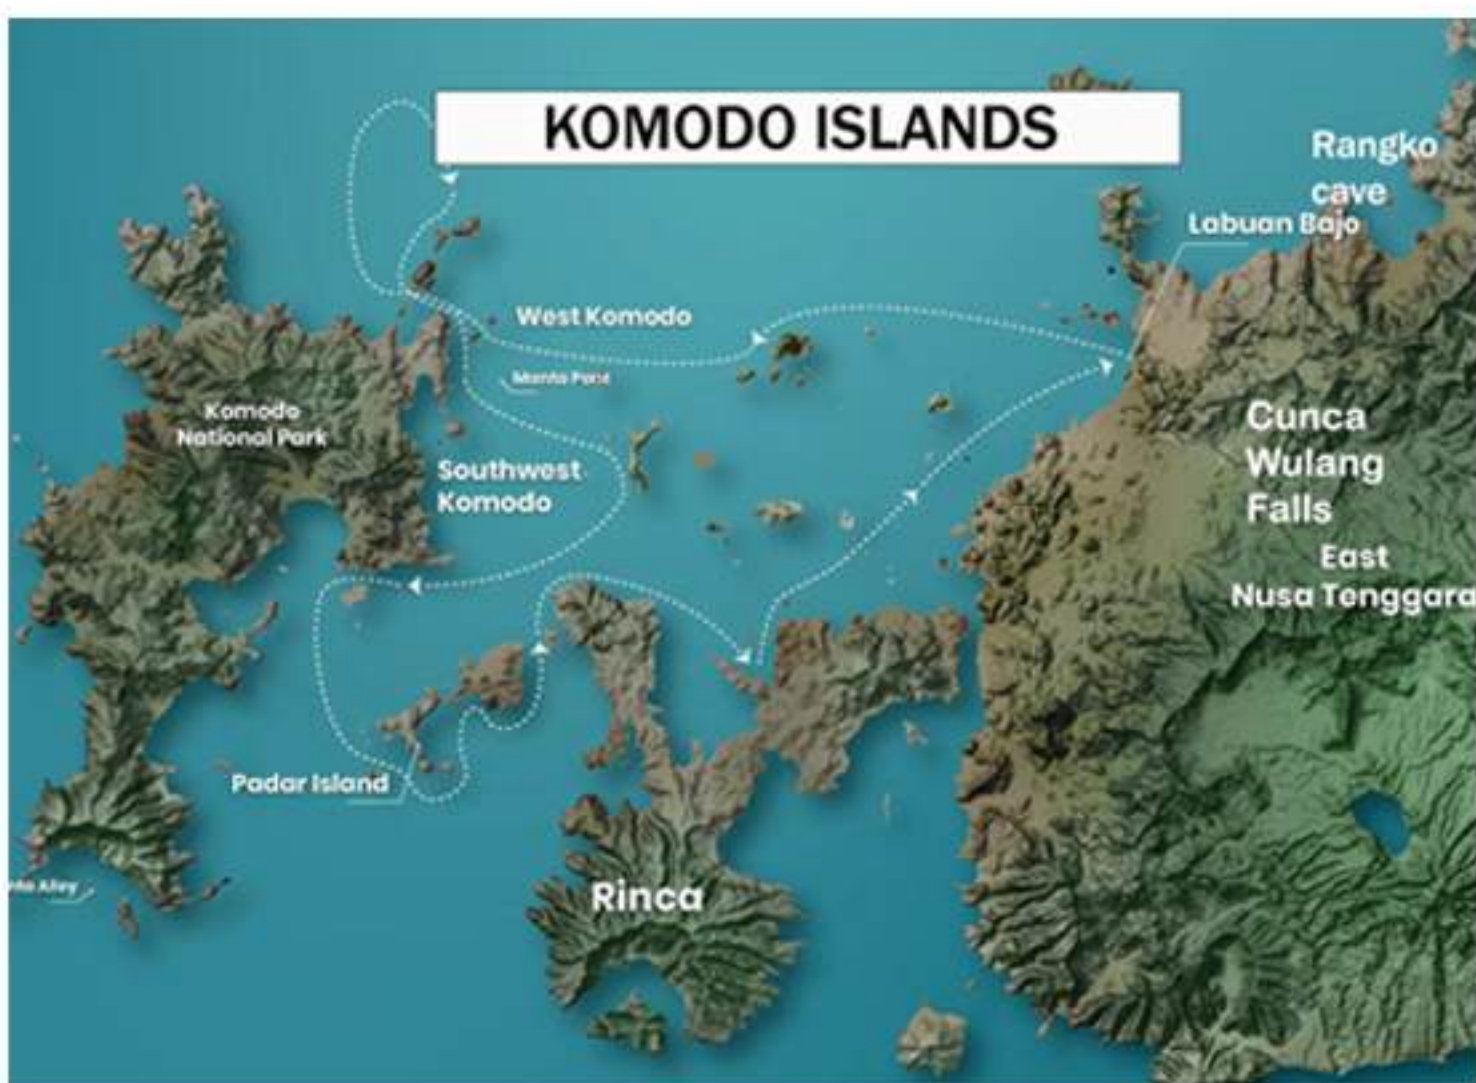 KOMODO ISLANDS
Rangko
cave
Labuan Bajo
West Komodo
Manta Point
Komodo
National Park
Southwest
Komodo
Cunca
Wulang
Falls
East
Nusa Tenggara
Padar Island
Rinca
Alley